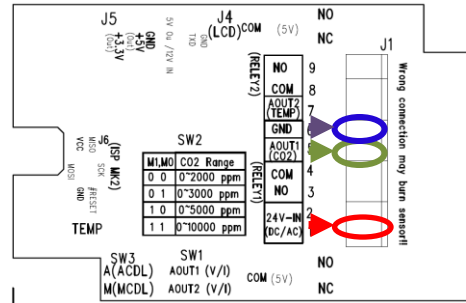 J5
J4
(LCD)
COM (5V)
NO
NC
GND
+5V
(Out)
+3.3V
(Out)
5V Ou /12V IN
GND
TXD
J1
(RELEY2)
NO 9
COM 8
AOUT2
(TEMP) 7
GND 6
AOUT1
(CO2) 5
COM 4
NO 3
(RELEY1)
24V-IN
(DC/AC)
2
Wrong connection may burn sensor!!
J6
(ISP MK2)
VCC
MISO
SCK
MOSI
#RESET
GND
TEMP
SW2
M1,M0 CO2 Range
0 0 0~2000 ppm
0 1 0~3000 ppm
1 0 0~5000 ppm
1 1 0~10000 ppm
SW3
A(ACDL)
M(MCDL)
SW1
AOUT1 (V/I)
AOUT2 (V/I)
COM (5V)
NO
NC